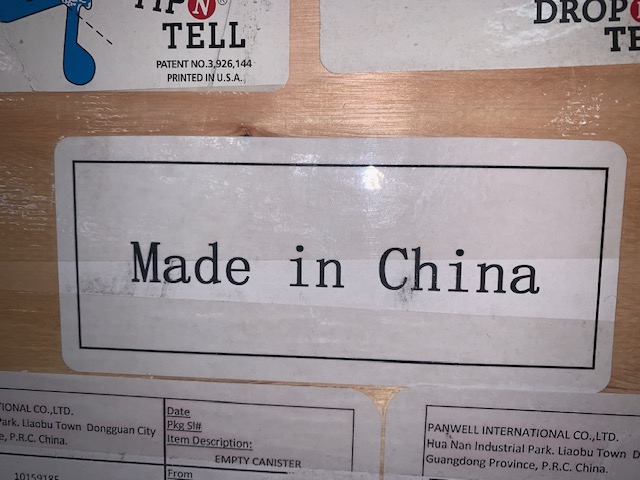 TIP N ®
TELL
PATENT NO.3,926,144
PRINTED IN U.S.A.
DROP
TE
Made in China
TIONAL CO.,LTD.
Park. Liaobu Town Dongguan City
e, P.R.C. China.
10159185
Date
Pkg Sl#
Item Description:
EMPTY CANISTER
From
PANWELL INTERNATIONAL CO.,LTD.
Hua Nan Industrial Park. Liaobu Town D
Guangdong Province, P.R.C. China.